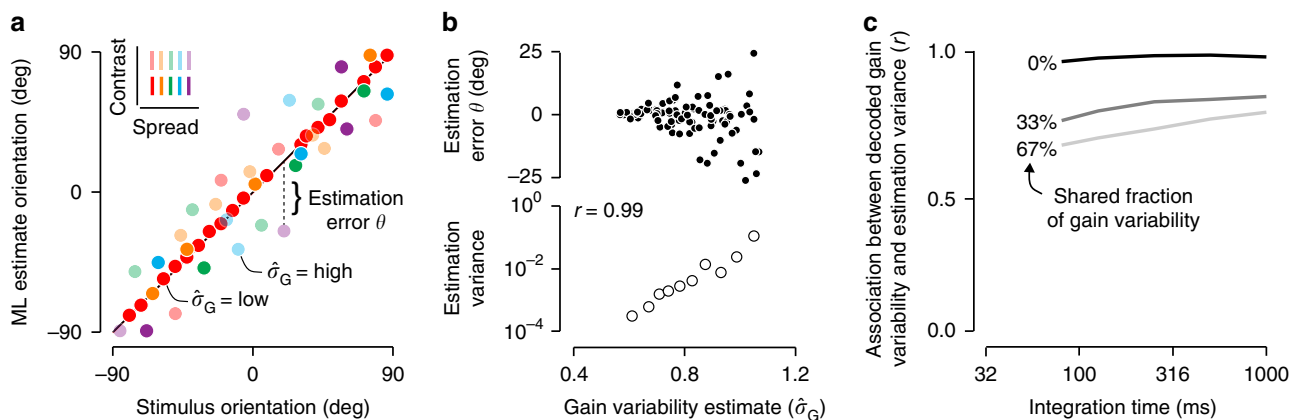 a
ML estimate orientation (deg)
90
0
−90
Contrast
Spread
Estimation
error θ
σ̂G = high
σ̂G = low
−90
0
90
Stimulus orientation (deg)
b
Estimation
error θ (deg)
25
0
−25
Estimation
variance
10⁰
10⁻²
10⁻⁴
r = 0.99
0.4
0.8
1.2
Gain variability estimate (σ̂G)
c
Association between decoded gain
variability and estimation variance (r)
1.0
0.5
0.0
0%
33%
67%
Shared fraction
of gain variability
32
100
316
1000
Integration time (ms)